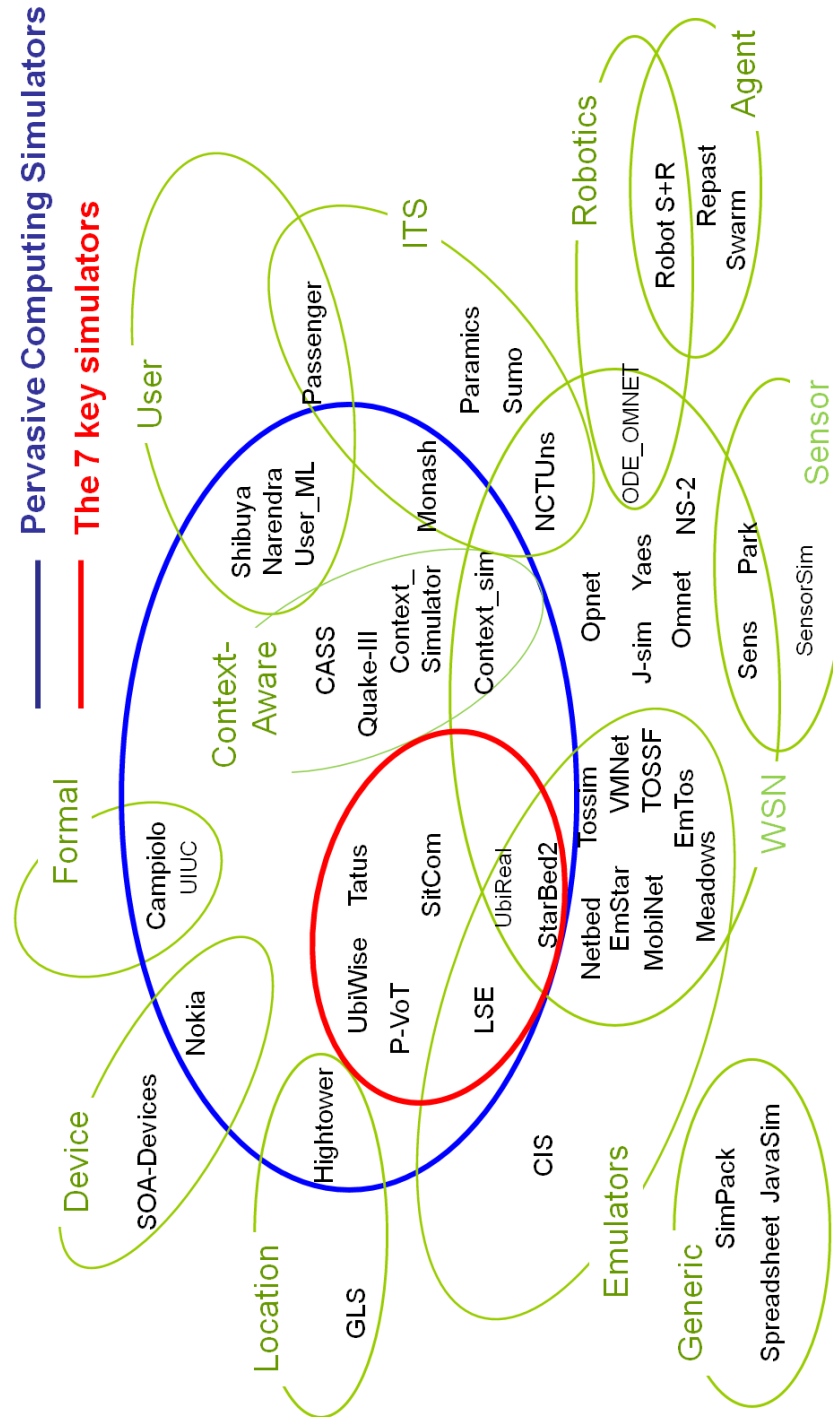 Pervasive Computing Simulators
The 7 key simulators
Device
Formal
User
SOA-Devices
Nokia
Campiolo
UIUC
Shibuya
Narendra
User_ML
Passenger
Context-
Aware
ITS
Location
GLS
Hightower
UbiWise
Tatus
P-VoT
SitCom
LSE
UbiReal
StarBed2
CASS
Quake-III
Context_
Simulator
Context_sim
Monash
Paramics
Sumo
NCTUns
Robotics
Robot S+R
Agent
Repast
Swarm
ODE_OMNET
CIS
Emulators
Netbed
Tossim
EmStar
VMNet
MobiNet
TOSSF
EmTos
Meadows
Opnet
J-sim
Yaes
Omnet
NS-2
WSN
Sens
Park
SensorSim
Sensor
Generic
SimPack
Spreadsheet JavaSim